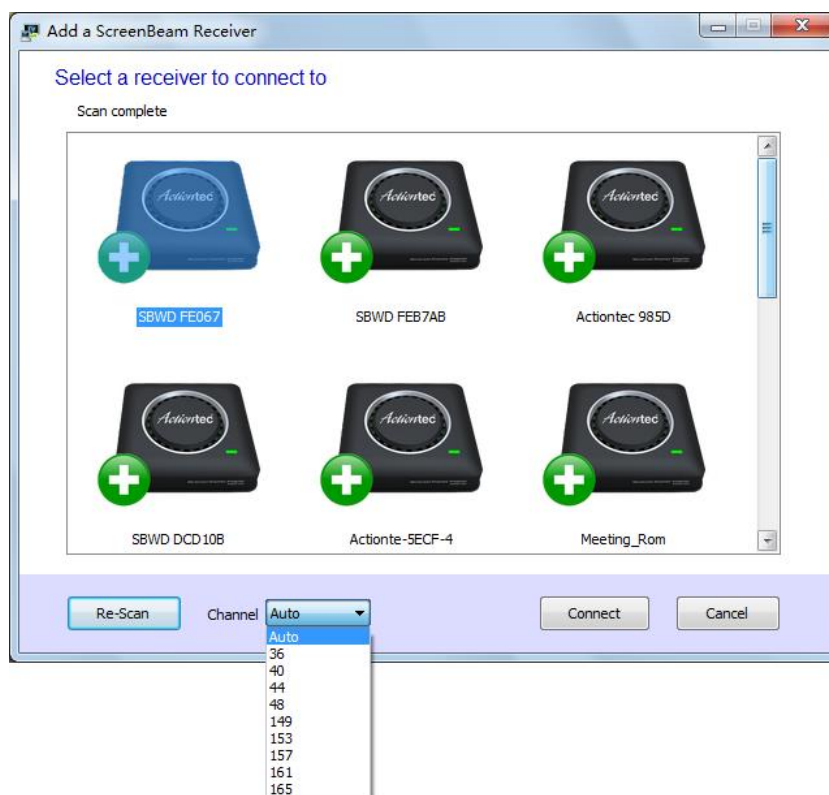 Add a ScreenBeam Receiver
Select a receiver to connect to
Scan complete
Actiontec
Actiontec
Actiontec
SBWD FE067
SBWD FEB7AB
Actiontec 985D
Actiontec
Actiontec
Actiontec
SBWD DCD10B
Actionte-5ECF-4
Meeting_Rom
Re-Scan
Channel
Auto
Connect
Cancel
Auto
36
40
44
48
149
153
157
161
165